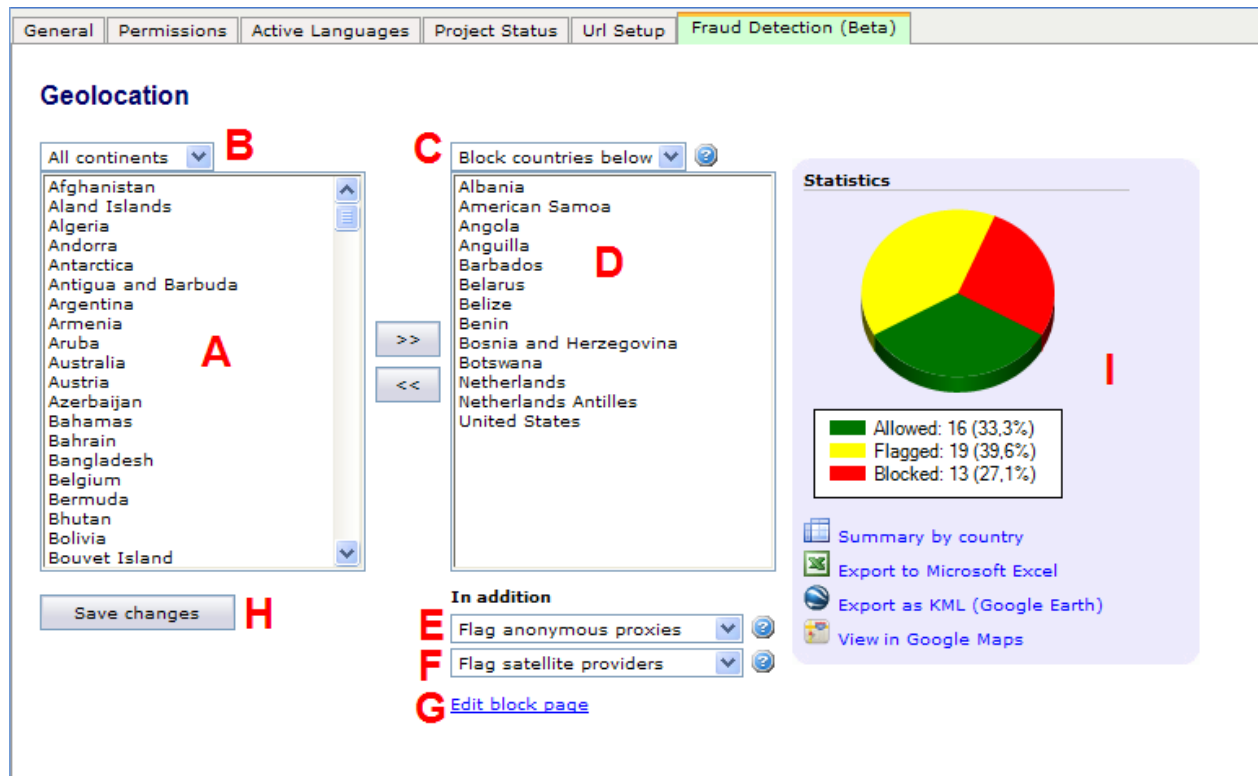 General Permissions Active Languages Project Status Url Setup Fraud Detection (Beta)
Geolocation
All continents
B
Afghanistan
Aland Islands
Algeria
Andorra
Antarctica
Antigua and Barbuda
Argentina
Armenia
Aruba
Australia
Austria
Azerbaijan
Bahamas
Bahrain
Bangladesh
Belgium
Bermuda
Bhutan
Bolivia
Bouvet Island
A
Save changes
H
>>
<<
C
Block countries below
?
Albania
American Samoa
Angola
Anguilla
Barbados
Belarus
Belize
Benin
Bosnia and Herzegovina
Botswana
Netherlands
Netherlands Antilles
United States
D
In addition
E
Flag anonymous proxies
?
F
Flag satellite providers
?
G
Edit block page
Statistics
I
Allowed: 16 (33,3%)
Flagged: 19 (39,6%)
Blocked: 13 (27,1%)
Summary by country
Export to Microsoft Excel
Export as KML (Google Earth)
View in Google Maps